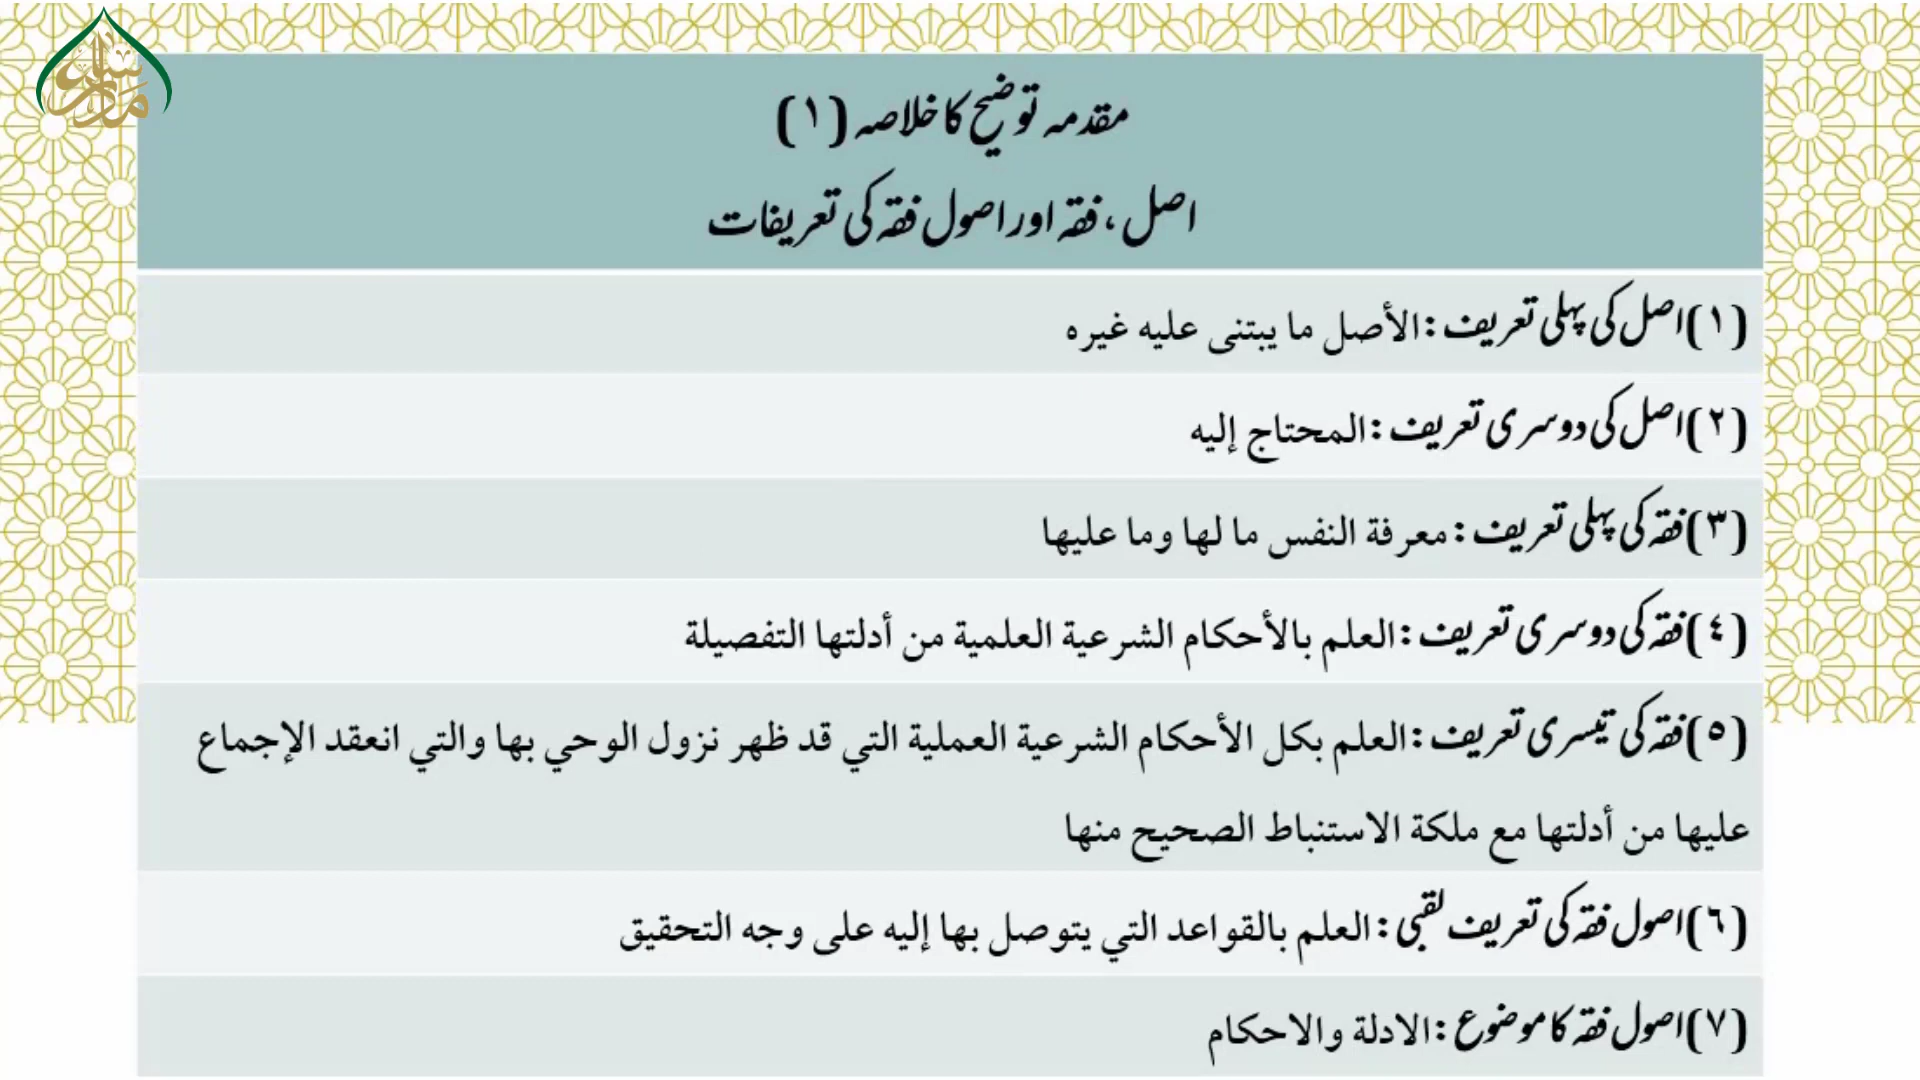 مدرسہ
مقدمہ توضیح کا خلاصہ (۱)
اصل، فقہ اور اصول فقہ کی تعریفات
(۱) اصل کی پہلی تعریف: الأصل ما يبتنى عليه غيره
(۲) اصل کی دوسری تعریف: المحتاج إليه
(۳) فقہ کی پہلی تعریف: معرفة النفس ما لها وما عليها
(٤) فقہ کی دوسری تعریف: العلم بالأحكام الشرعية العلمية من أدلتها التفصيلة
(٥) فقہ کی تیسری تعریف: العلم بكل الأحكام الشرعية العملية التي قد ظهر نزول الوحي بها والتي انعقد الإجماع
عليها من أدلتها مع ملكة الاستنباط الصحيح منها
(٦) اصول فقہ کی تعریف لقبی: العلم بالقواعد التي يتوصل بها إليه على وجه التحقيق
(۷) اصول فقہ کا موضوع: الادلة والاحكام